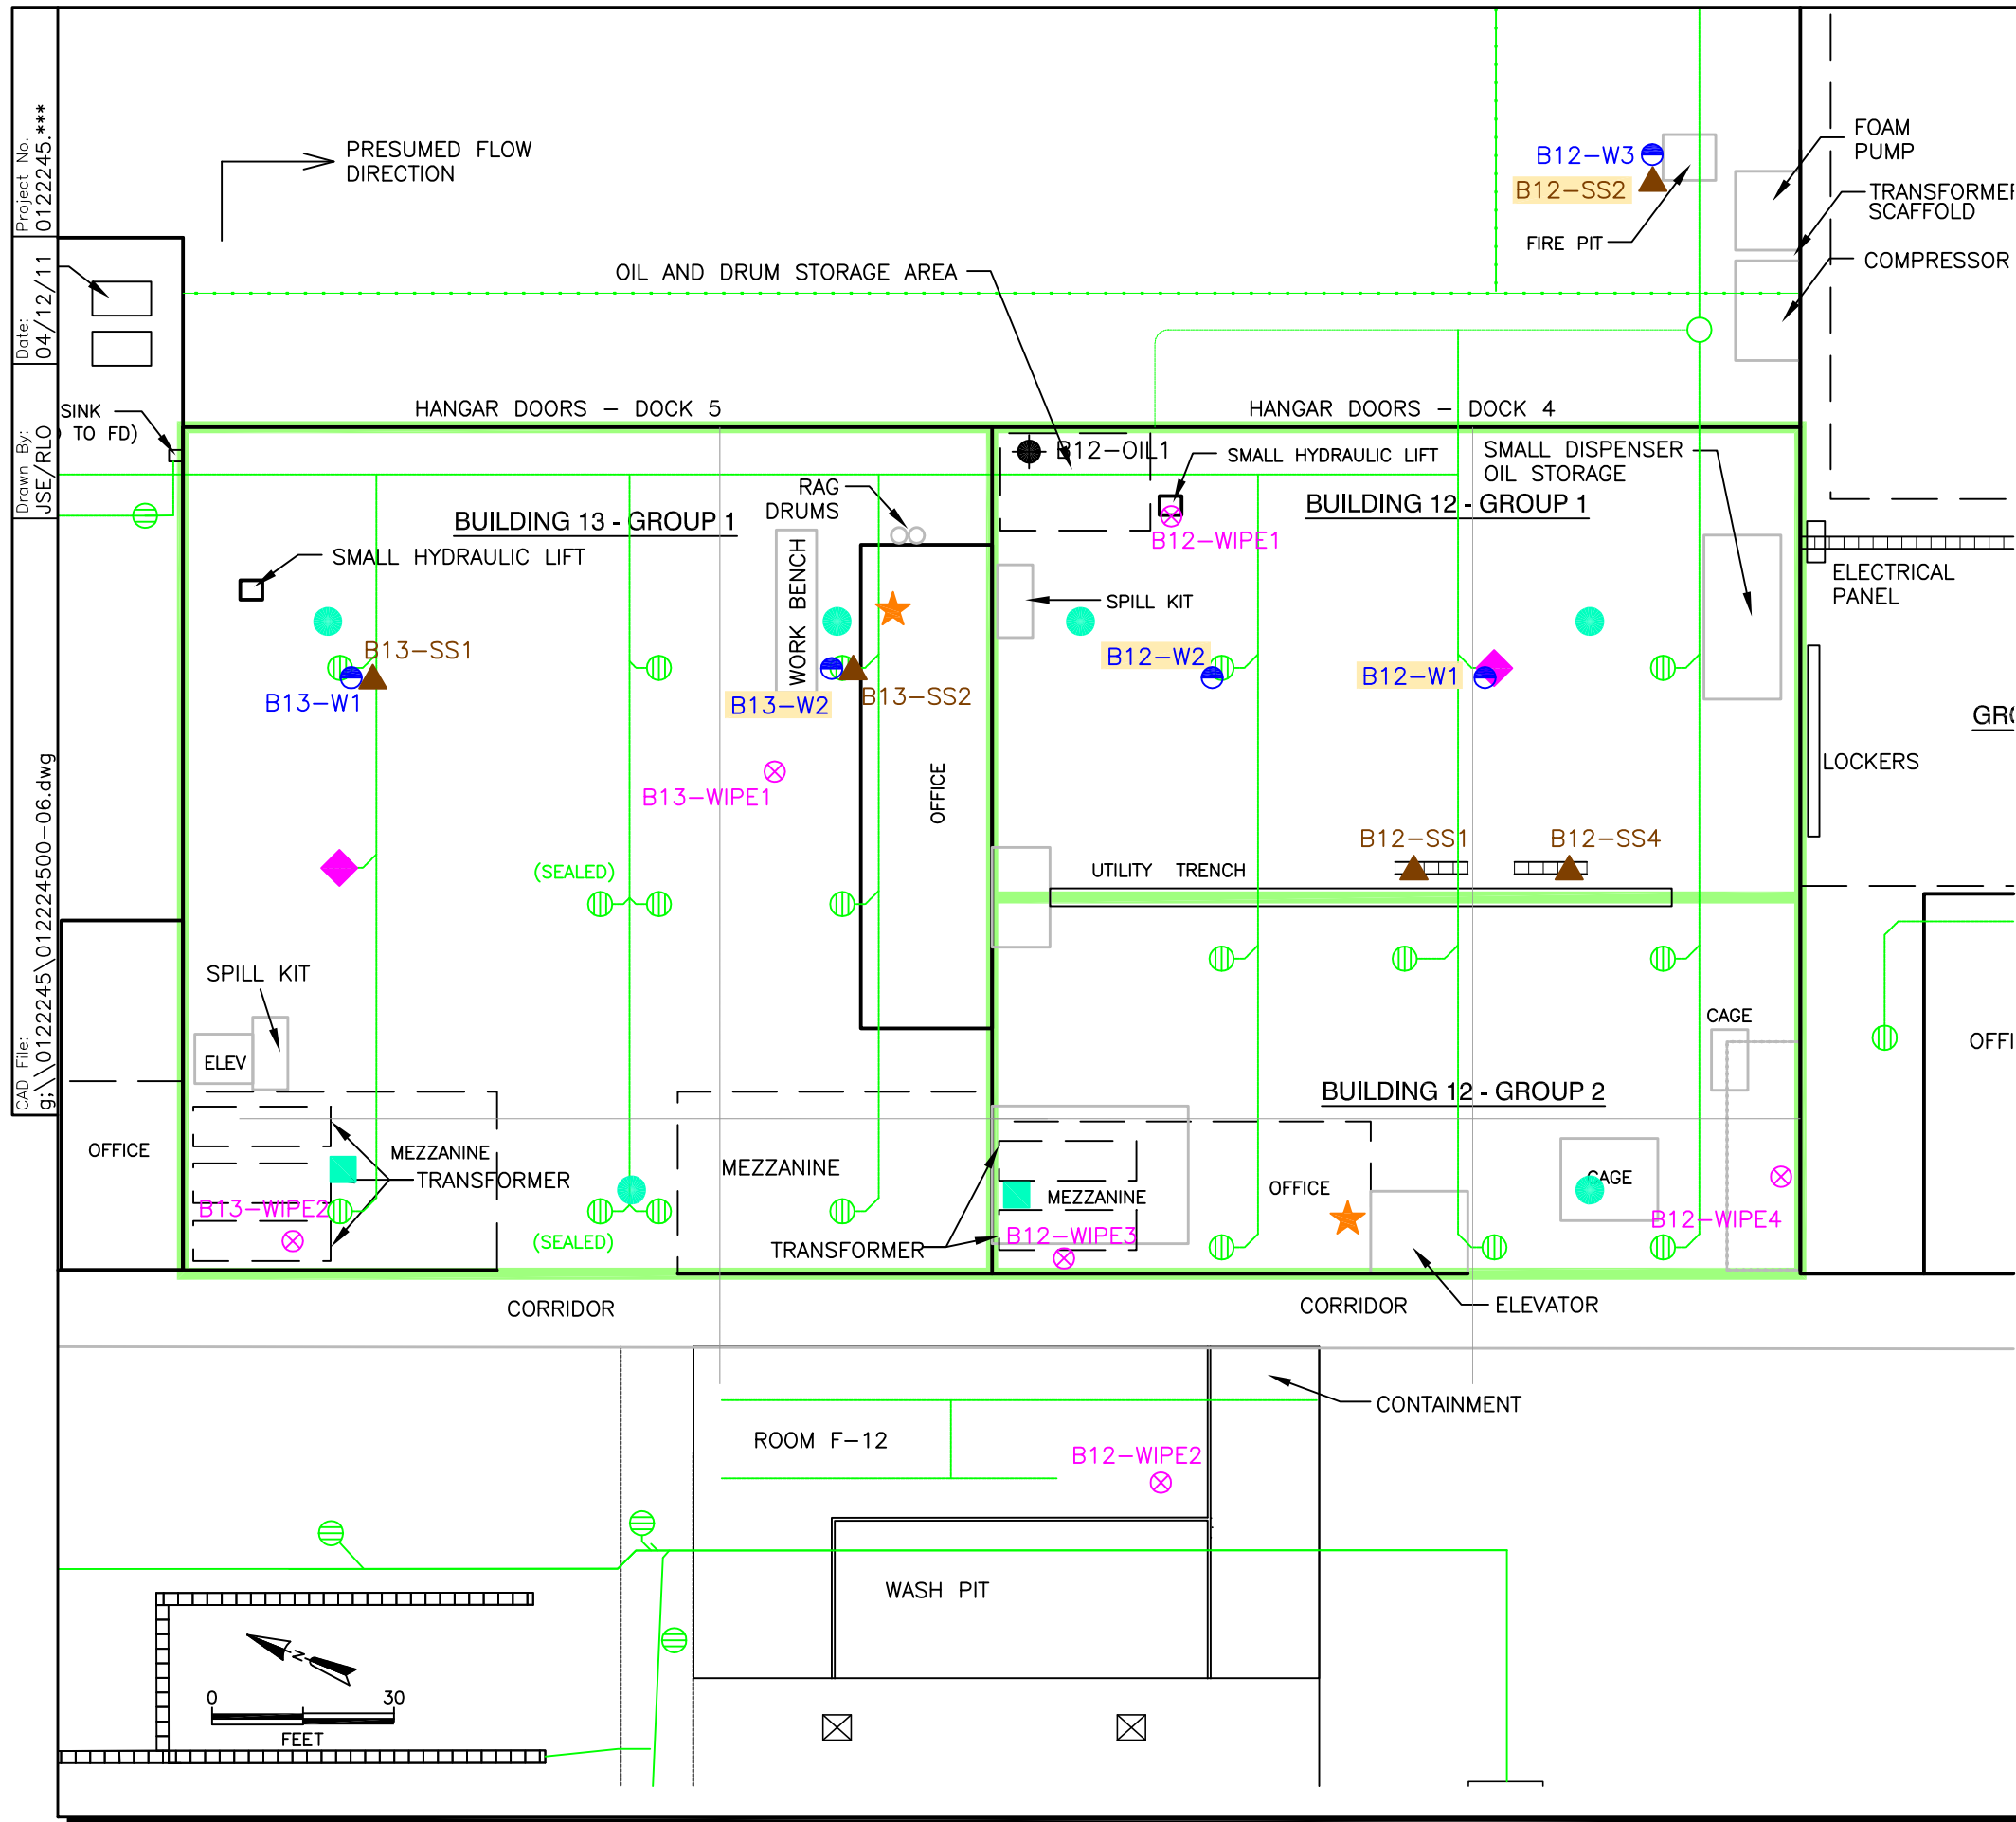 Project No.
01222245.***
Date:
04/12/11
Drawn By:
JSE/RLO
CAD File:
g:\\01222245\0122224500-06.dwg
PRESUMED FLOW
DIRECTION
B12-W3
B12-SS2
FIRE PIT
FOAM
PUMP
TRANSFORMER
SCAFFOLD
COMPRESSOR
OIL AND DRUM STORAGE AREA
SINK
) TO FD)
HANGAR DOORS - DOCK 5
HANGAR DOORS - DOCK 4
B12-OIL1
SMALL HYDRAULIC LIFT
SMALL DISPENSER
OIL STORAGE
RAG
DRUMS
BUILDING 13 - GROUP 1
BUILDING 12 - GROUP 1
SMALL HYDRAULIC LIFT
WORK BENCH
B12-WIPE1
SPILL KIT
ELECTRICAL
PANEL
B13-SS1
B13-W1
B13-W2
B13-SS2
B12-W2
B12-W1
GRO
OFFICE
B13-WIPE1
LOCKERS
B12-SS1
B12-SS4
(SEALED)
UTILITY TRENCH
SPILL KIT
ELEV
CAGE
OFFI
BUILDING 12 - GROUP 2
OFFICE
MEZZANINE
TRANSFORMER
MEZZANINE
MEZZANINE
OFFICE
CAGE
B13-WIPE2
B12-WIPE3
B12-WIPE4
(SEALED)
TRANSFORMER
CORRIDOR
CORRIDOR
ELEVATOR
CONTAINMENT
ROOM F-12
B12-WIPE2
WASH PIT
N
0 30
FEET